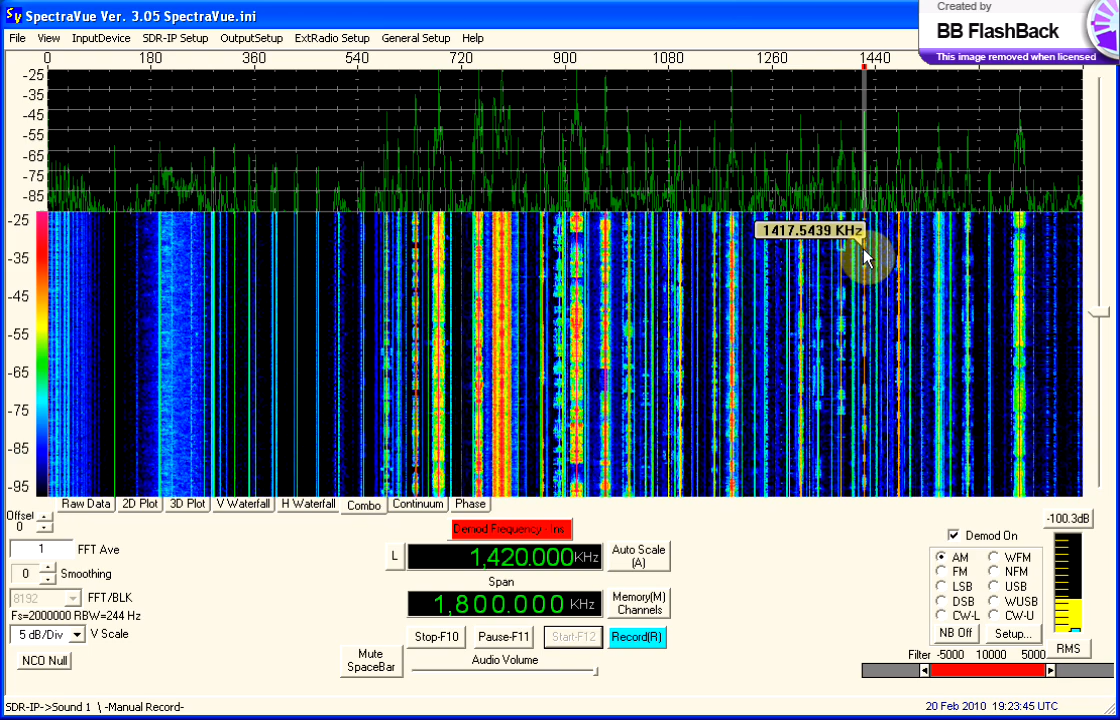 SpectraVue Ver. 3.05 SpectraVue.ini
Created by
BB FlashBack
This image removed when licensed
File View InputDevice SDR-IP Setup OutputSetup ExtRadio Setup General Setup Help
0 180 360 540 720 900 1080 1260 1440
-25
-35
-45
-55
-65
-75
-85
-25
1417.5439 KHz
-35
-45
-55
-65
-75
-85
-95
Raw Data 2D Plot 3D Plot V Waterfall H Waterfall Combo Continuum Phase
Offset
0
1 FFT Ave
0 Smoothing
8192 FFT/BLK
Fs=2000000 RBW=244 Hz
5 dB/Div V Scale
NCO Null
Demod Frequency - Ins
L 1,420.000 KHz Auto Scale
(A)
Span
1,800.000 KHz Memory(M)
Channels
Stop-F10 Pause-F11 Start-F12 Record(R)
Mute
SpaceBar
Audio Volume
-100.3dB
Demod On
AM WFM
FM NFM
LSB USB
DSB WUSB
CW-L CW-U
NB Off Setup...
RMS
Filter -5000 10000 5000
SDR-IP->Sound 1 \ -Manual Record-
20 Feb 2010 19:23:45 UTC